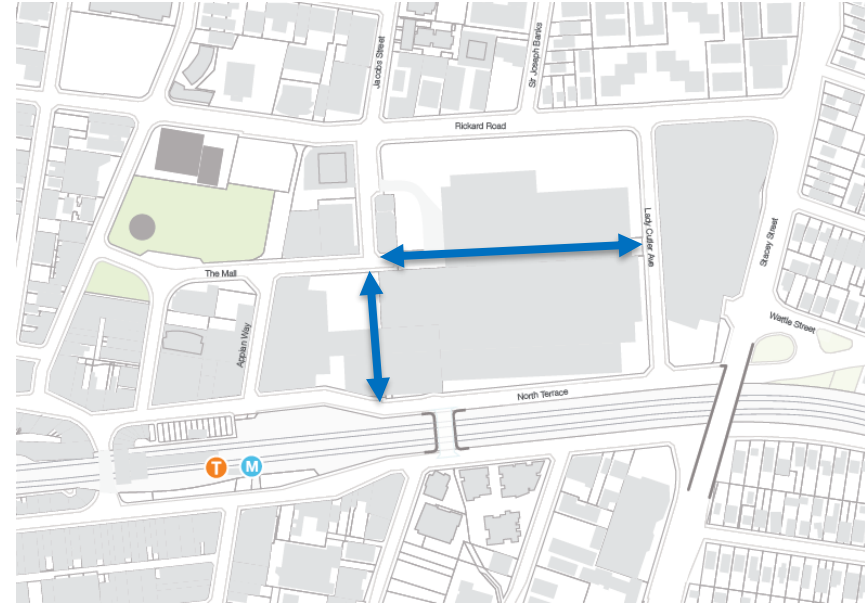 Jacobs Street
Sir Joseph Banks
Rickard Road
Lady Cutler Ave
Stacey Street
The Mall
Appian Way
Wattle Street
North Terrace
T
M